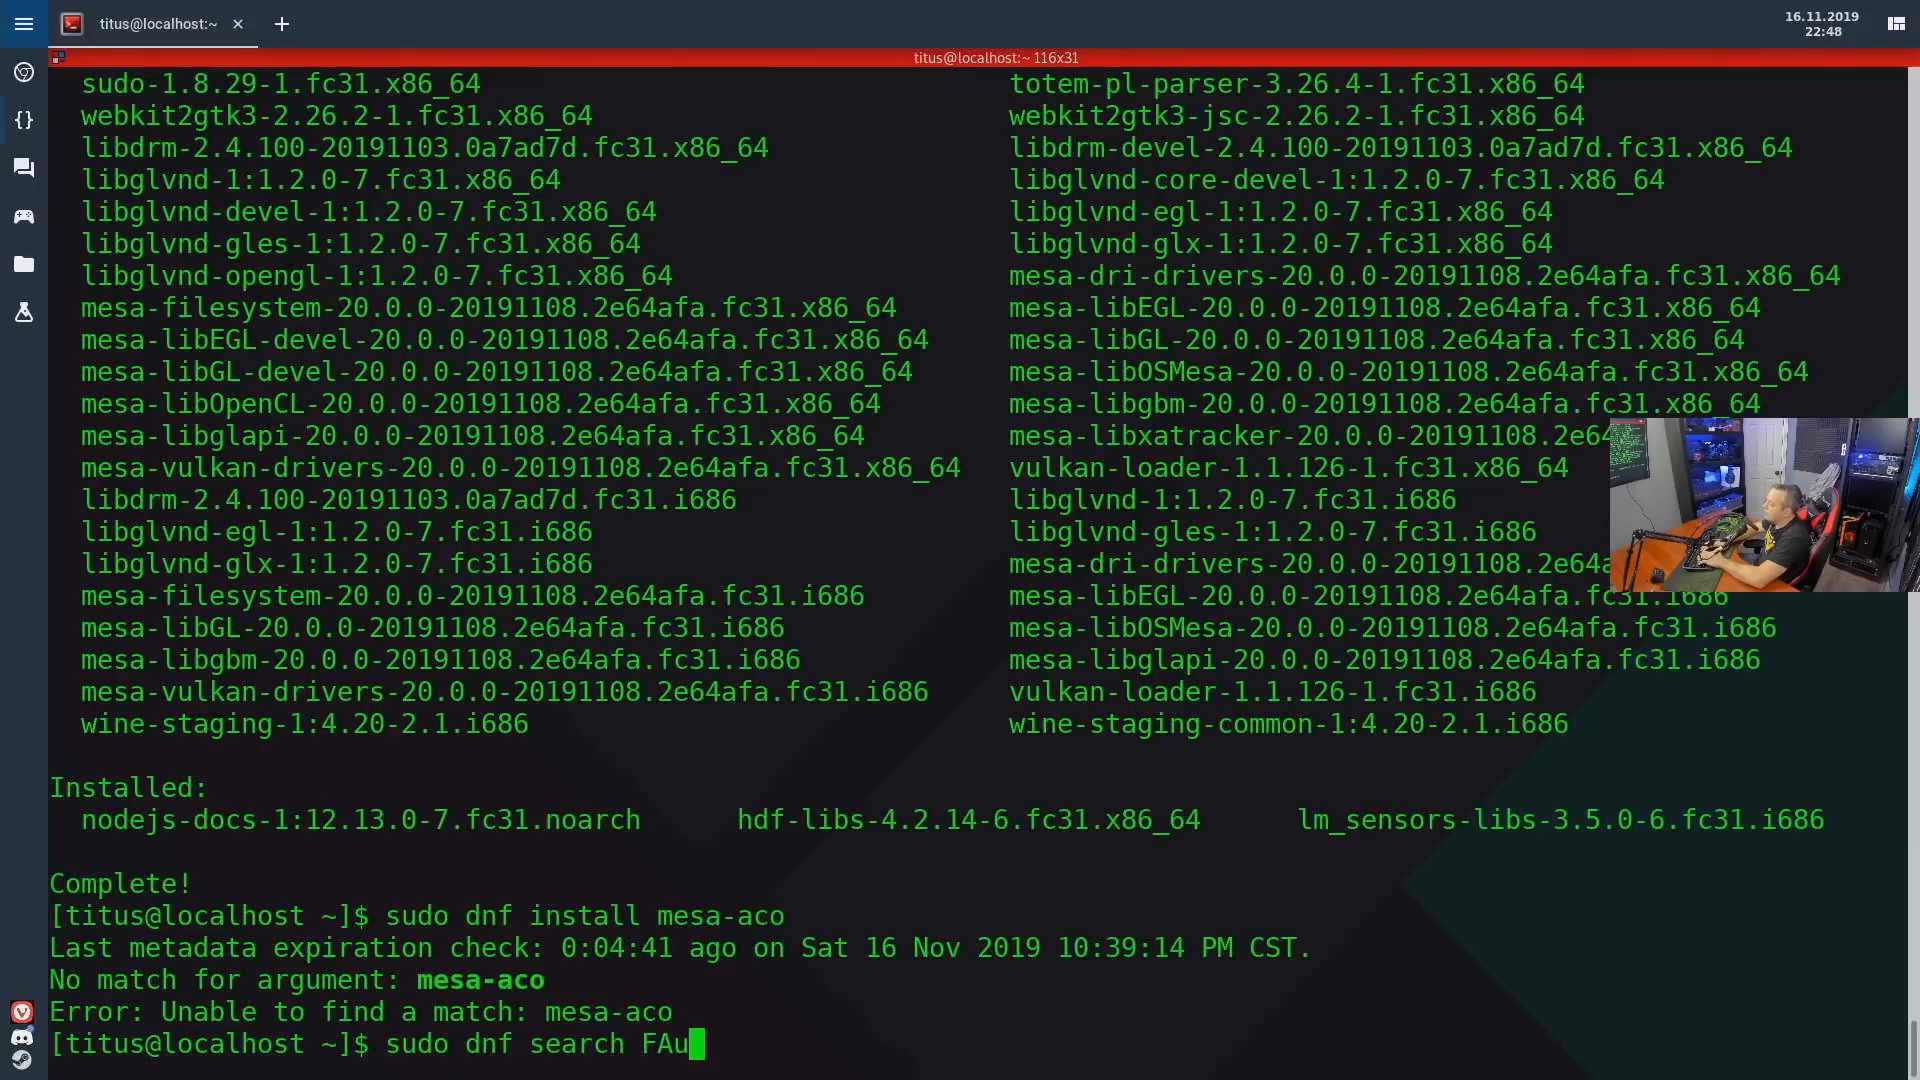 titus@localhost:~
16.11.2019
22:48
titus@localhost:~ 116x31
sudo-1.8.29-1.fc31.x86_64 totem-pl-parser-3.26.4-1.fc31.x86_64
webkit2gtk3-2.26.2-1.fc31.x86_64 webkit2gtk3-jsc-2.26.2-1.fc31.x86_64
libdrm-2.4.100-20191103.0a7ad7d.fc31.x86_64 libdrm-devel-2.4.100-20191103.0a7ad7d.fc31.x86_64
libglvnd-1:1.2.0-7.fc31.x86_64 libglvnd-core-devel-1:1.2.0-7.fc31.x86_64
libglvnd-devel-1:1.2.0-7.fc31.x86_64 libglvnd-egl-1:1.2.0-7.fc31.x86_64
libglvnd-gles-1:1.2.0-7.fc31.x86_64 libglvnd-glx-1:1.2.0-7.fc31.x86_64
libglvnd-opengl-1:1.2.0-7.fc31.x86_64 mesa-dri-drivers-20.0.0-20191108.2e64afa.fc31.x86_64
mesa-filesystem-20.0.0-20191108.2e64afa.fc31.x86_64 mesa-libEGL-20.0.0-20191108.2e64afa.fc31.x86_64
mesa-libEGL-devel-20.0.0-20191108.2e64afa.fc31.x86_64 mesa-libGL-20.0.0-20191108.2e64afa.fc31.x86_64
mesa-libGL-devel-20.0.0-20191108.2e64afa.fc31.x86_64 mesa-libOSMesa-20.0.0-20191108.2e64afa.fc31.x86_64
mesa-libOpenCL-20.0.0-20191108.2e64afa.fc31.x86_64 mesa-libgbm-20.0.0-20191108.2e64afa.fc31.x86_64
mesa-libglapi-20.0.0-20191108.2e64afa.fc31.x86_64 mesa-libxatracker-20.0.0-20191108.2e64
mesa-vulkan-drivers-20.0.0-20191108.2e64afa.fc31.x86_64 vulkan-loader-1.1.126-1.fc31.x86_64
libdrm-2.4.100-20191103.0a7ad7d.fc31.i686 libglvnd-1:1.2.0-7.fc31.i686
libglvnd-egl-1:1.2.0-7.fc31.i686 libglvnd-gles-1:1.2.0-7.fc31.i686
libglvnd-glx-1:1.2.0-7.fc31.i686 mesa-dri-drivers-20.0.0-20191108.2e64a
mesa-filesystem-20.0.0-20191108.2e64afa.fc31.i686 mesa-libEGL-20.0.0-20191108.2e64afa.fc31.i686
mesa-libGL-20.0.0-20191108.2e64afa.fc31.i686 mesa-libOSMesa-20.0.0-20191108.2e64afa.fc31.i686
mesa-libgbm-20.0.0-20191108.2e64afa.fc31.i686 mesa-libglapi-20.0.0-20191108.2e64afa.fc31.i686
mesa-vulkan-drivers-20.0.0-20191108.2e64afa.fc31.i686 vulkan-loader-1.1.126-1.fc31.i686
wine-staging-1:4.20-2.1.i686 wine-staging-common-1:4.20-2.1.i686
Installed:
nodejs-docs-1:12.13.0-7.fc31.noarch hdf-libs-4.2.14-6.fc31.x86_64 lm_sensors-libs-3.5.0-6.fc31.i686
Complete!
[titus@localhost ~]$ sudo dnf install mesa-aco
Last metadata expiration check: 0:04:41 ago on Sat 16 Nov 2019 10:39:14 PM CST.
No match for argument: mesa-aco
Error: Unable to find a match: mesa-aco
[titus@localhost ~]$ sudo dnf search FAu